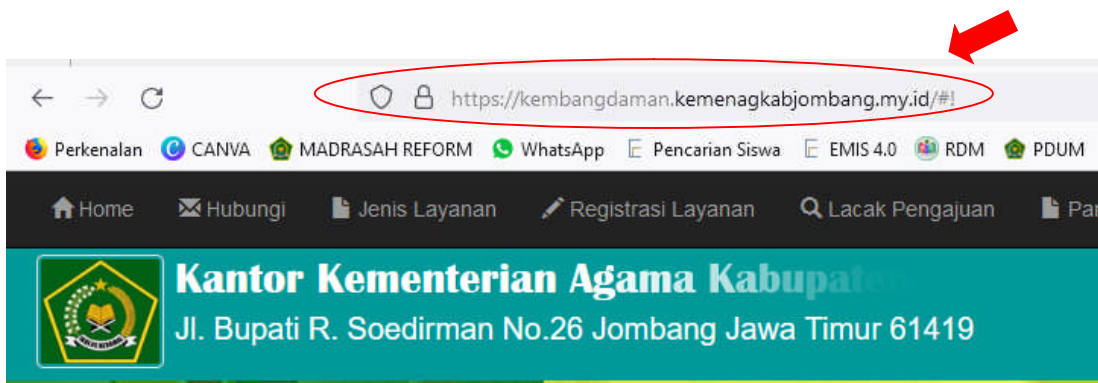 https://kembangdaman.kemenagkabjombang.my.id/#!
Perkenalan CANVA MADRASAH REFORM WhatsApp Pencarian Siswa EMIS 4.0 RDM PDUM
Home Hubungi Jenis Layanan Registrasi Layanan Lacak Pengajuan Pan
Kantor Kementerian Agama Kabupaten
Jl. Bupati R. Soedirman No.26 Jombang Jawa Timur 61419